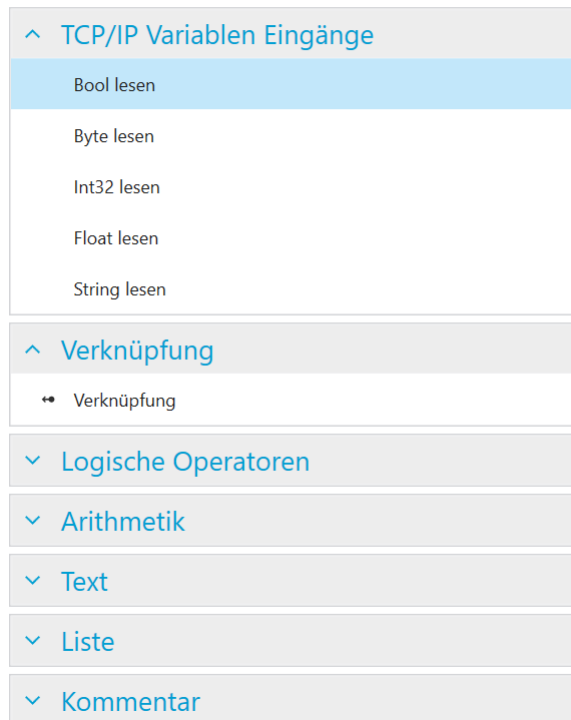 TCP/IP Variablen Eingänge
Bool lesen
Byte lesen
Int32 lesen
Float lesen
String lesen
Verknüpfung
Verknüpfung
Logische Operatoren
Arithmetik
Text
Liste
Kommentar